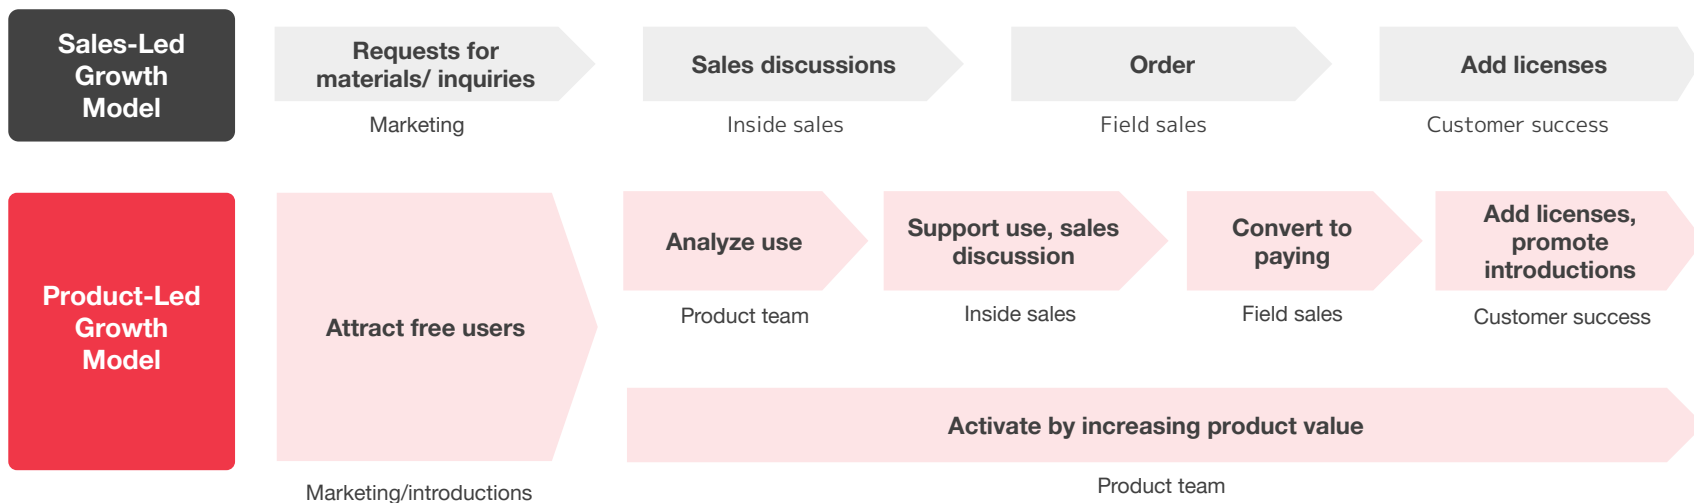 Sales-Led
Growth
Model
Requests for
materials/ inquiries
Marketing
Sales discussions
Inside sales
Order
Field sales
Add licenses
Customer success
Product-Led
Growth
Model
Attract free users
Marketing/introductions
Analyze use
Product team
Support use, sales
discussion
Inside sales
Convert to
paying
Field sales
Add licenses,
promote
introductions
Customer success
Activate by increasing product value
Product team